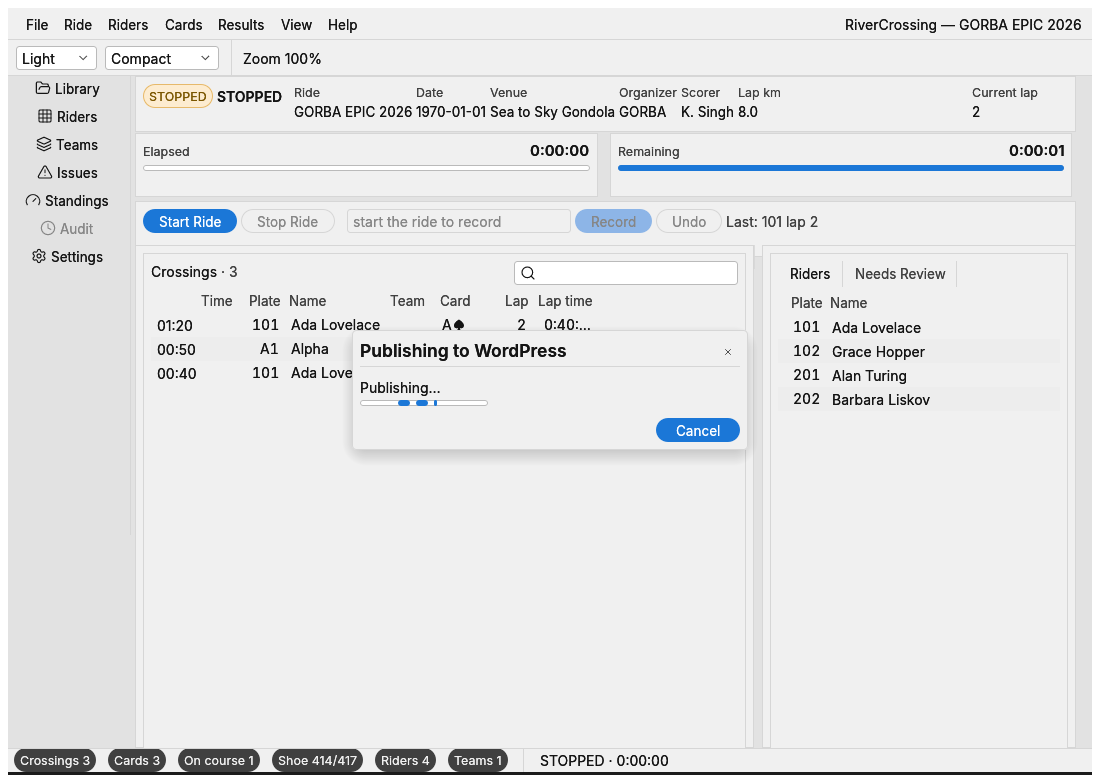 File Ride Riders Cards Results View Help RiverCrossing — GORBA EPIC 2026
Light Compact Zoom 100%
Library
Riders
Teams
Issues
Standings
Audit
Settings
STOPPED STOPPED
Ride Date Venue Organizer Scorer Lap km Current lap
GORBA EPIC 2026 1970-01-01 Sea to Sky Gondola GORBA K. Singh 8.0 2
Elapsed 0:00:00 Remaining 0:00:01
Start Ride Stop Ride start the ride to record Record Undo Last: 101 lap 2
Crossings · 3
Time Plate Name Team Card Lap Lap time
01:20 101 Ada Lovelace A♠ 2 0:40:...
00:50 A1 Alpha
00:40 101 Ada Love
Publishing to WordPress ×
Publishing...
Cancel
Riders Needs Review
Plate Name
101 Ada Lovelace
102 Grace Hopper
201 Alan Turing
202 Barbara Liskov
Crossings 3 Cards 3 On course 1 Shoe 414/417 Riders 4 Teams 1 STOPPED · 0:00:00